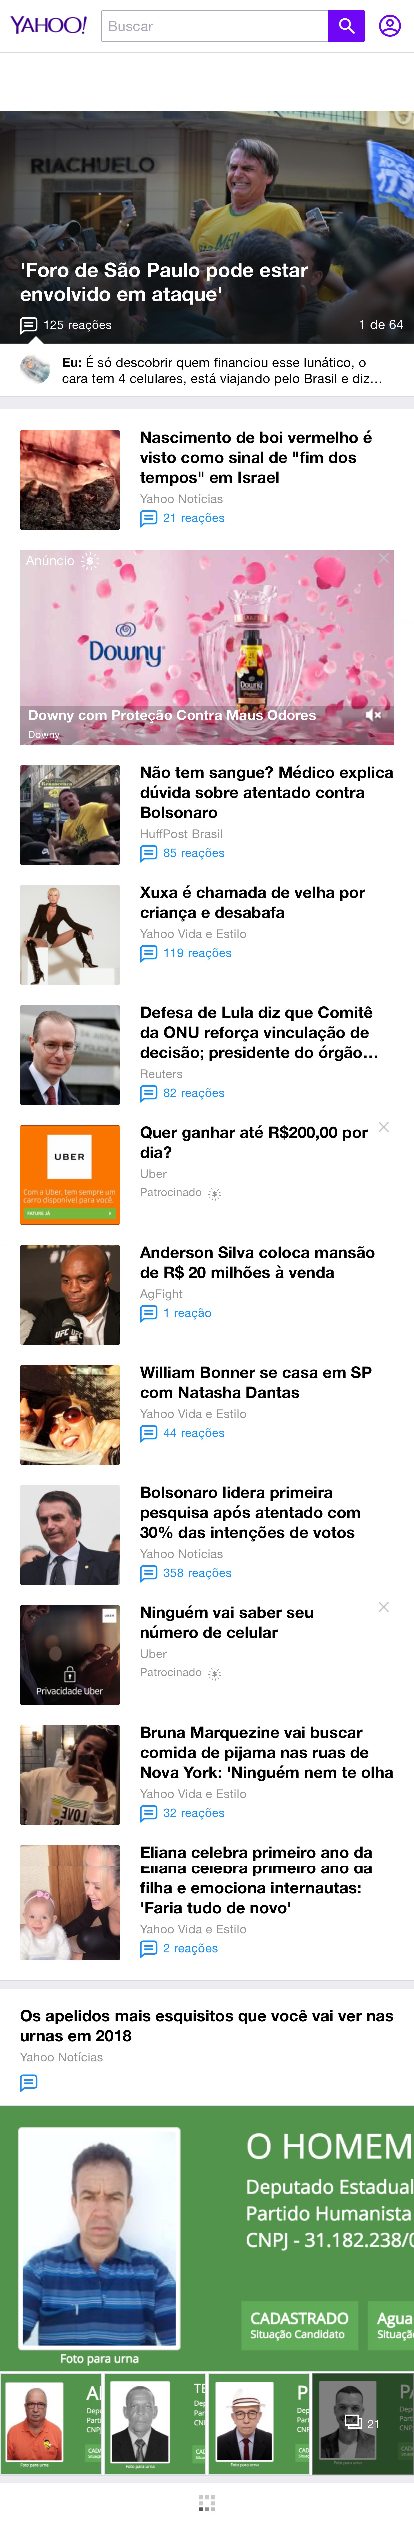 YAHOO!
Buscar
RIACHUELO
'Foro de São Paulo pode estar
envolvido em ataque'
125 reações
1 de 64
Eu: É só descobrir quem financiou esse lunático, o
cara tem 4 celulares, está viajando pelo Brasil e diz...
Nascimento de boi vermelho é
visto como sinal de "fim dos
tempos" em Israel
Yahoo Notícias
21 reações
Anúncio
Downy
Downy com Proteção Contra Maus Odores
Downy
Não tem sangue? Médico explica
dúvida sobre atentado contra
Bolsonaro
HuffPost Brasil
85 reações
Xuxa é chamada de velha por
criança e desabafa
Yahoo Vida e Estilo
119 reações
Defesa de Lula diz que Comitê
da ONU reforça vinculação de
decisão; presidente do órgão...
Reuters
82 reações
UBER
Com a Uber, tem sempre um
carro disponível para você.
Quer ganhar até R$200,00 por
dia?
Uber
Patrocinado
UFC UFC
Anderson Silva coloca mansão
de R$ 20 milhões à venda
AgFight
1 reação
William Bonner se casa em SP
com Natasha Dantas
Yahoo Vida e Estilo
44 reações
Bolsonaro lidera primeira
pesquisa após atentado com
30% das intenções de votos
Yahoo Notícias
358 reações
UBER
Privacidade Uber
Ninguém vai saber seu
número de celular
Uber
Patrocinado
Bruna Marquezine vai buscar
comida de pijama nas ruas de
Nova York: 'Ninguém nem te olha
Yahoo Vida e Estilo
32 reações
Eliana celebra primeiro ano da
Eliana celebra primeiro ano da
filha e emociona internautas:
'Faria tudo de novo'
Yahoo Vida e Estilo
2 reações
Os apelidos mais esquisitos que você vai ver nas
urnas em 2018
Yahoo Notícias
O HOMEM
Deputado Estadual
Partido Humanista
CNPJ - 31.182.238/0
CADASTRADO
Situação Candidato
Agua
Situaçã
Foto para urna
21